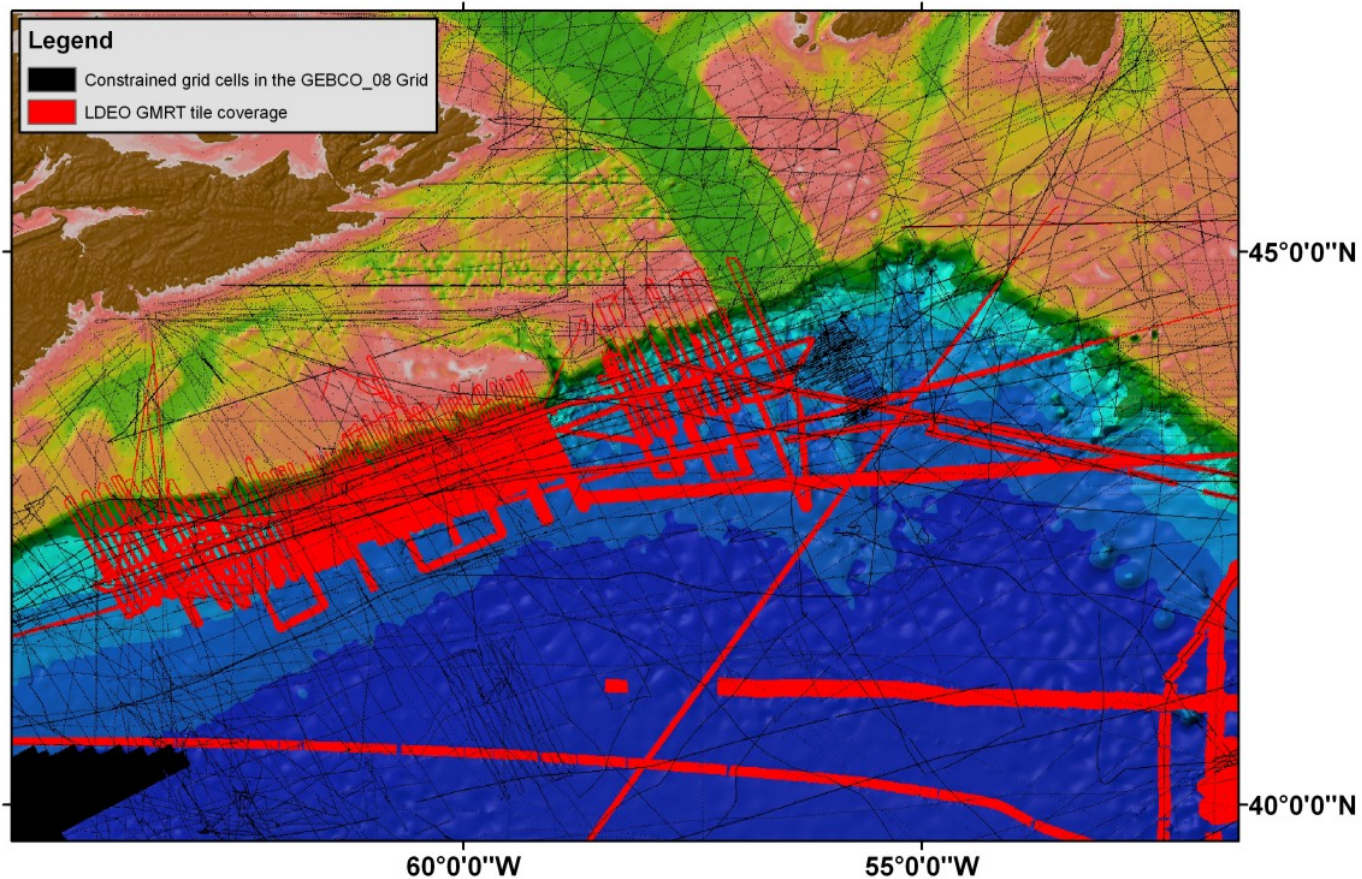 Legend
Constrained grid cells in the GEBCO_08 Grid
LDEO GMRT tile coverage
45°0'0"N
40°0'0"N
60°0'0"W
55°0'0"W